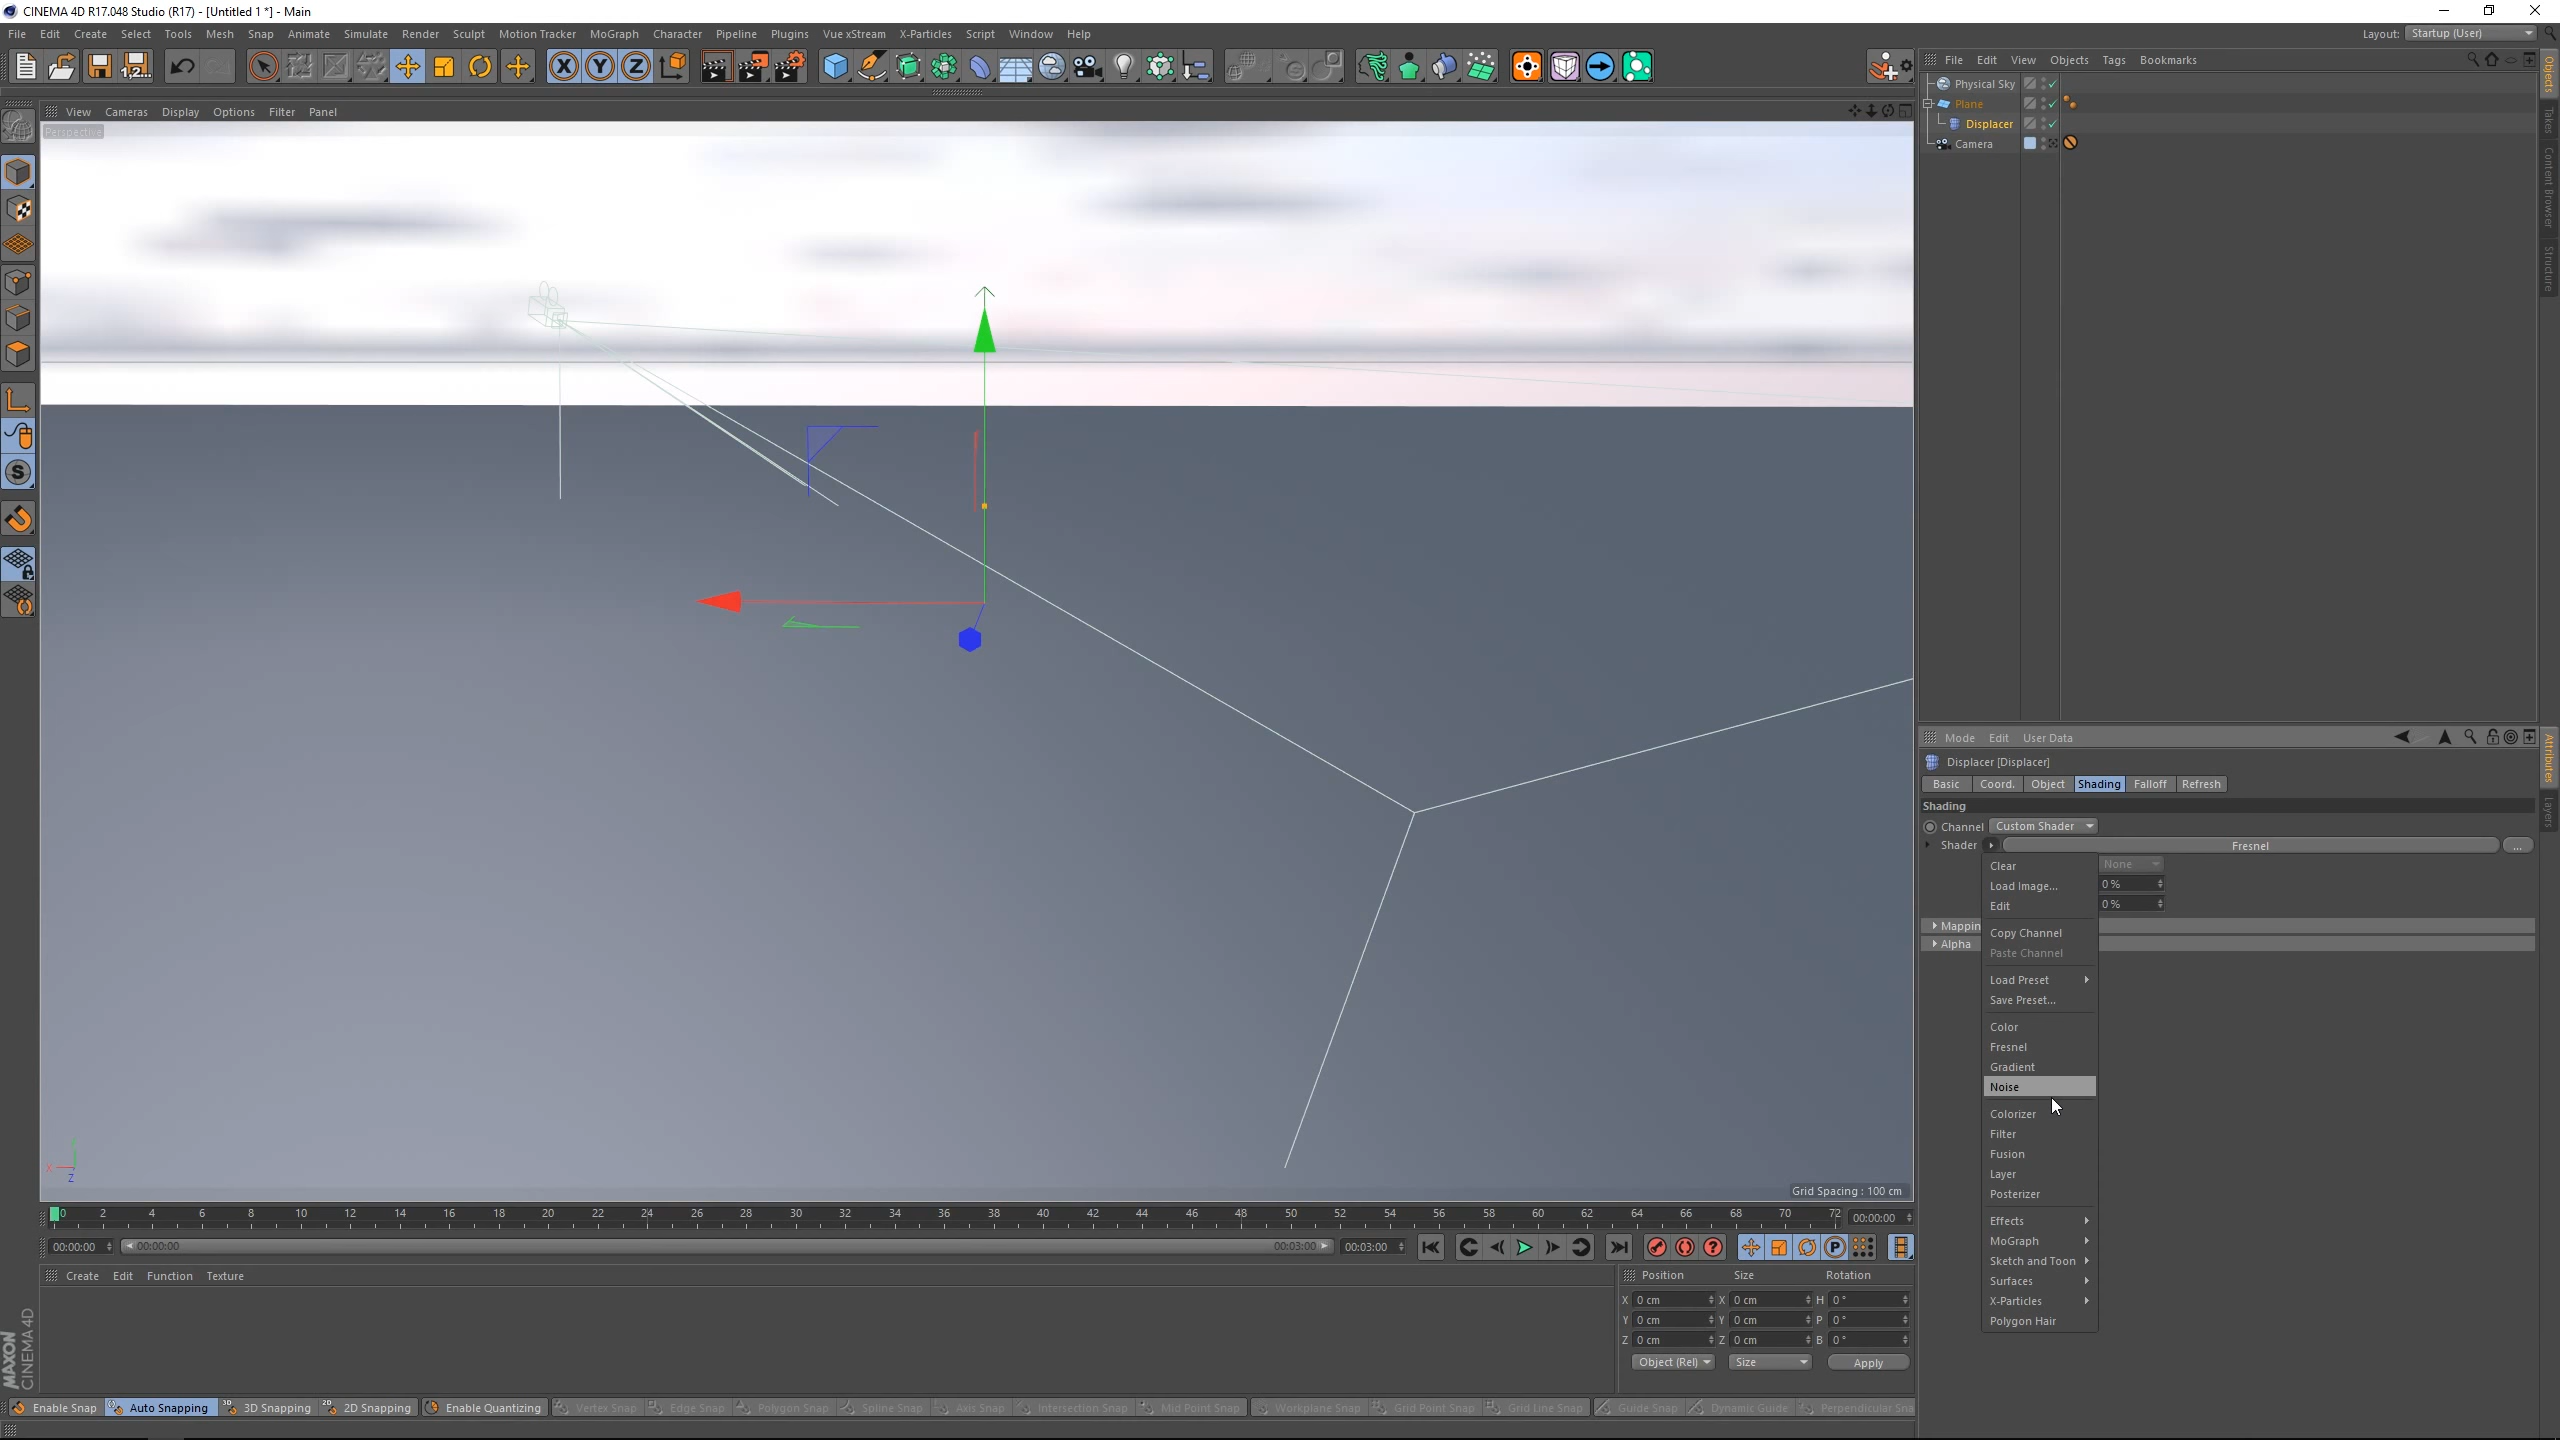 CINEMA 4D R17.048 Studio (R17) - [Untitled 1 *] - Main
File Edit Create Select Tools Mesh Snap Animate Simulate Render Sculpt Motion Tracker MoGraph Character Pipeline Plugins Vue xStream X-Particles Script Window Help
Layout: Startup (User)
File Edit View Objects Tags Bookmarks
View Cameras Display Options Filter Panel
Perspective
Physical Sky
Plane
Displacer
Camera
Objects
Takes
Content Browser
Structure
Mode Edit User Data
Displacer [Displacer]
Basic Coord. Object Shading Falloff Refresh
Shading
Channel Custom Shader
Shader Fresnel ...
None
0 %
0 %
Mappin
Alpha
Attributes
Layers
Clear
Load Image...
Edit
Copy Channel
Paste Channel
Load Preset
Save Preset...
Color
Fresnel
Gradient
Noise
Colorizer
Filter
Fusion
Layer
Posterizer
Effects
MoGraph
Sketch and Toon
Surfaces
X-Particles
Polygon Hair
X
Z
Grid Spacing : 100 cm
0 2 4 6 8 10 12 14 16 18 20 22 24 26 28 30 32 34 36 38 40 42 44 46 48 50 52 54 56 58 60 62 64 66 68 70 72 00:00:00
00:00:00 00:00:00 00:03:00 00:03:00
Create Edit Function Texture
Position Size Rotation
X 0 cm X 0 cm H 0 °
Y 0 cm Y 0 cm P 0 °
Z 0 cm Z 0 cm B 0 °
Object (Rel) Size Apply
MAXON
CINEMA 4D
Enable Snap Auto Snapping 3D 3D Snapping 2D 2D Snapping Enable Quantizing Vertex Snap Edge Snap Polygon Snap Spline Snap Axis Snap Intersection Snap Mid Point Snap Workplane Snap Grid Point Snap Grid Line Snap Guide Snap Dynamic Guide Perpendicular Sna